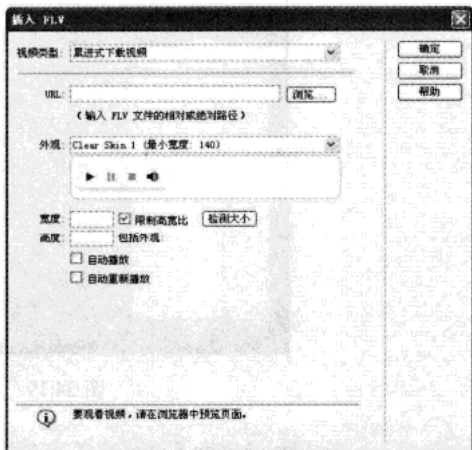 插入 FLV
视频类型: 累进式下载视频
确定
取消
帮助
URL: 浏览...
(输入 FLV 文件的相对或绝对路径)
外观: Clear Skin 1 (最小宽度: 140)
宽度: 限制高宽比 检测大小
高度: 包括外观:
自动播放
自动重新播放
要观看视频，请在浏览器中预览页面。